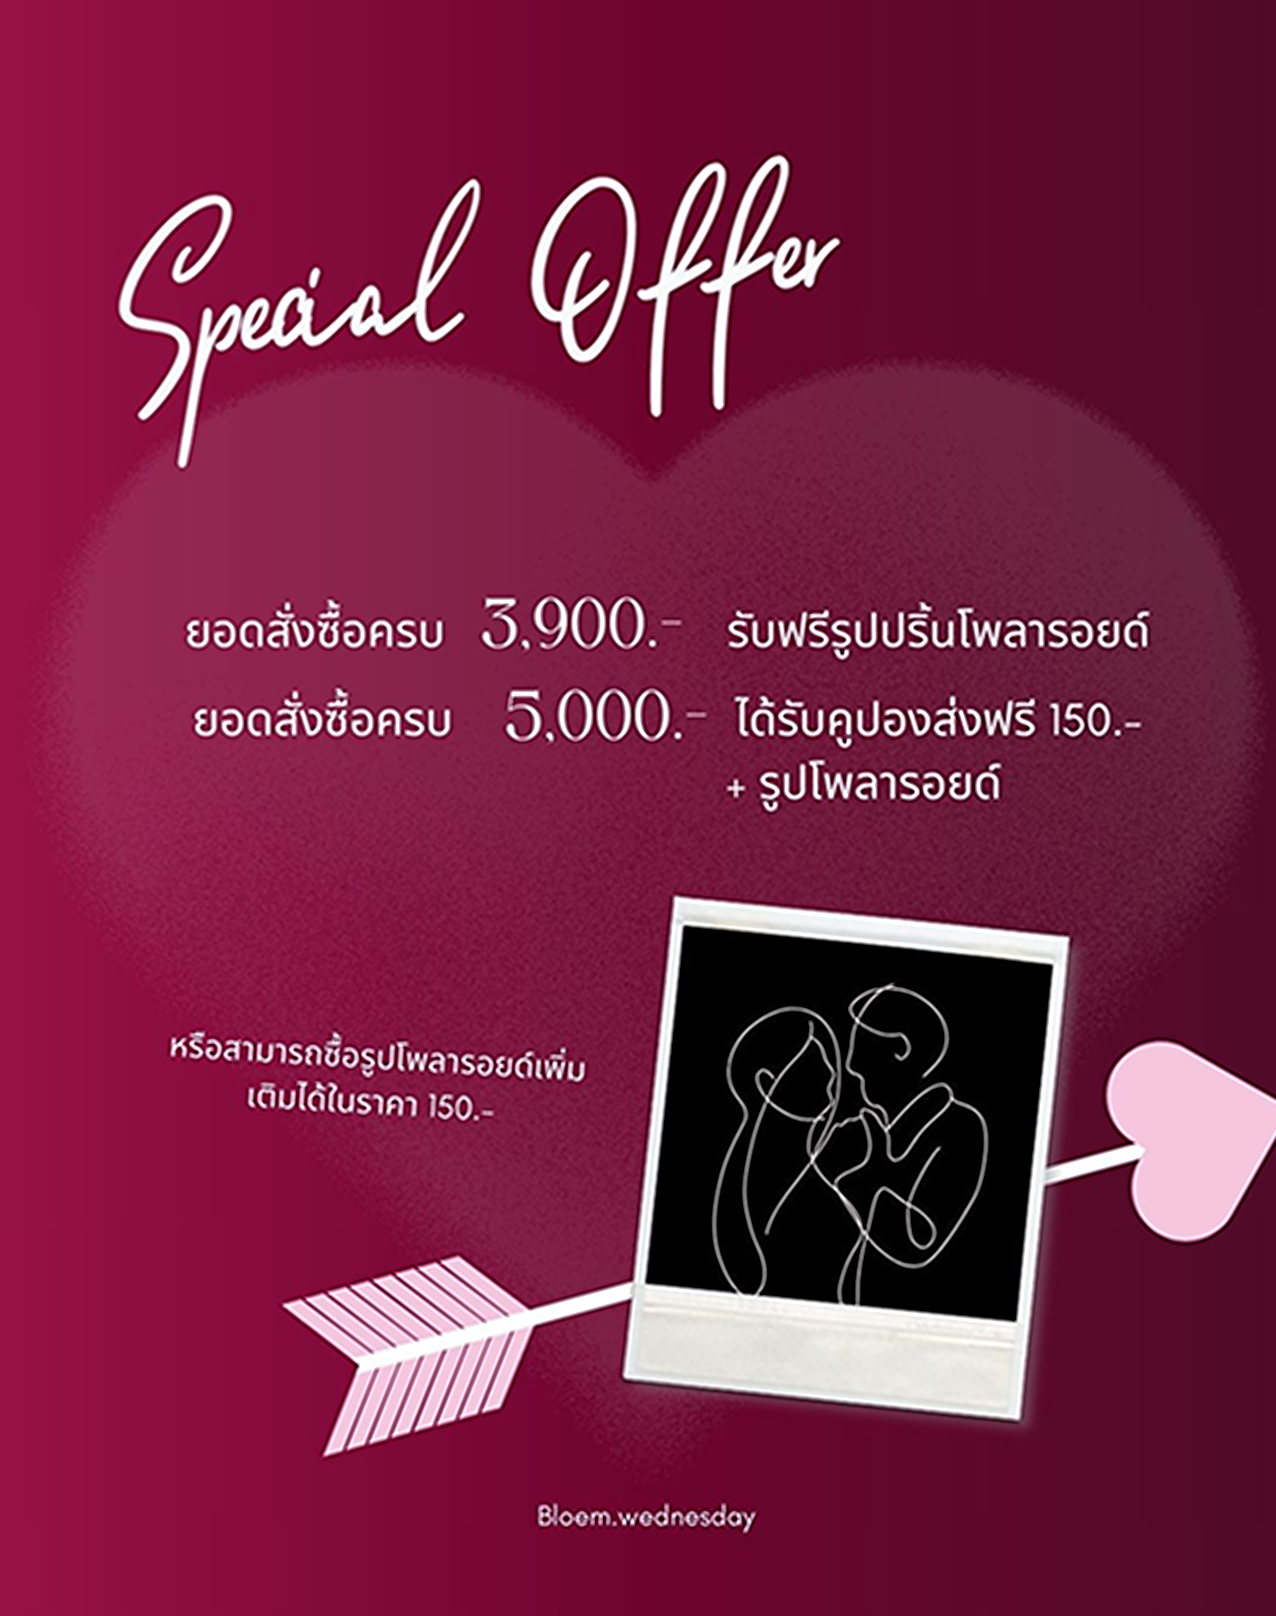 Special Offer
ยอดสั่งซื้อครบ 3,900.- รับฟรีรูปปริ้นโพลารอยด์
ยอดสั่งซื้อครบ 5,000.- ได้รับคูปองส่งฟรี 150.-
+ รูปโพลารอยด์
หรือสามารถซื้อรูปโพลารอยด์เพิ่ม
เติมได้ในราคา 150.-
Bloem.wednesday